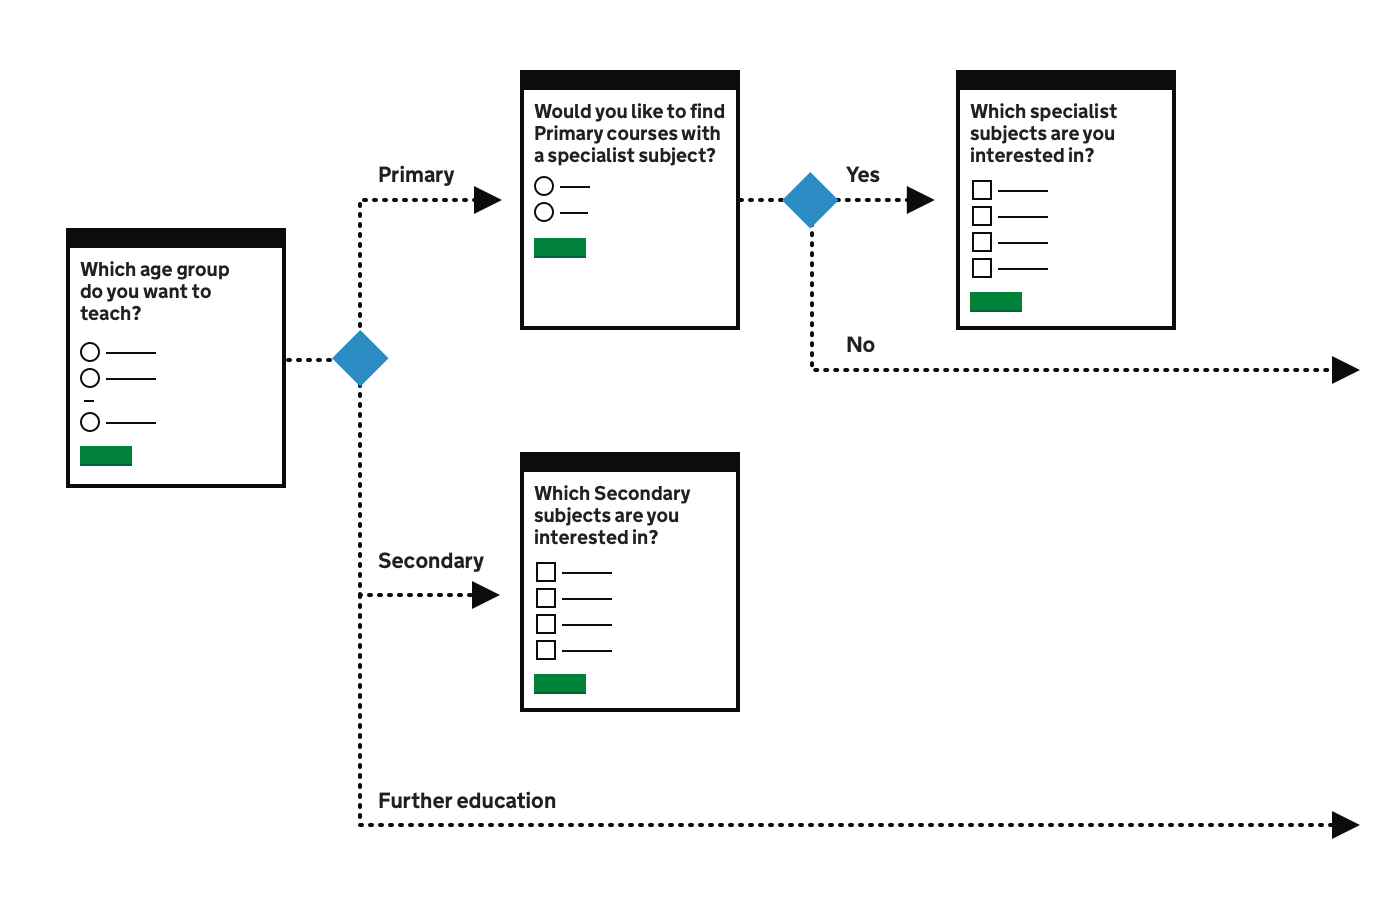 Which age group
do you want to
teach?
Primary
Would you like to find
Primary courses with
a specialist subject?
Yes
Which specialist
subjects are you
interested in?
No
Secondary
Which Secondary
subjects are you
interested in?
Further education